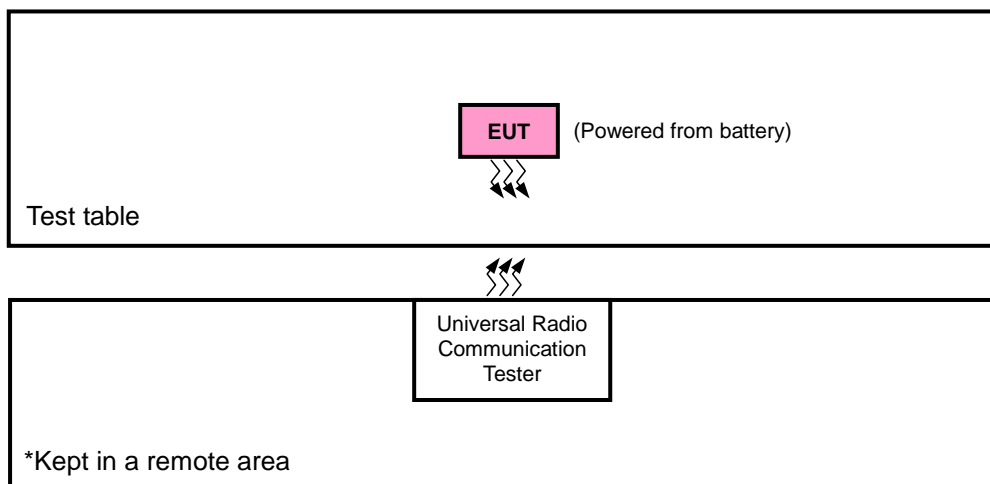 EUT
(Powered from battery)
Test table
Universal Radio
Communication
Tester
*Kept in a remote area